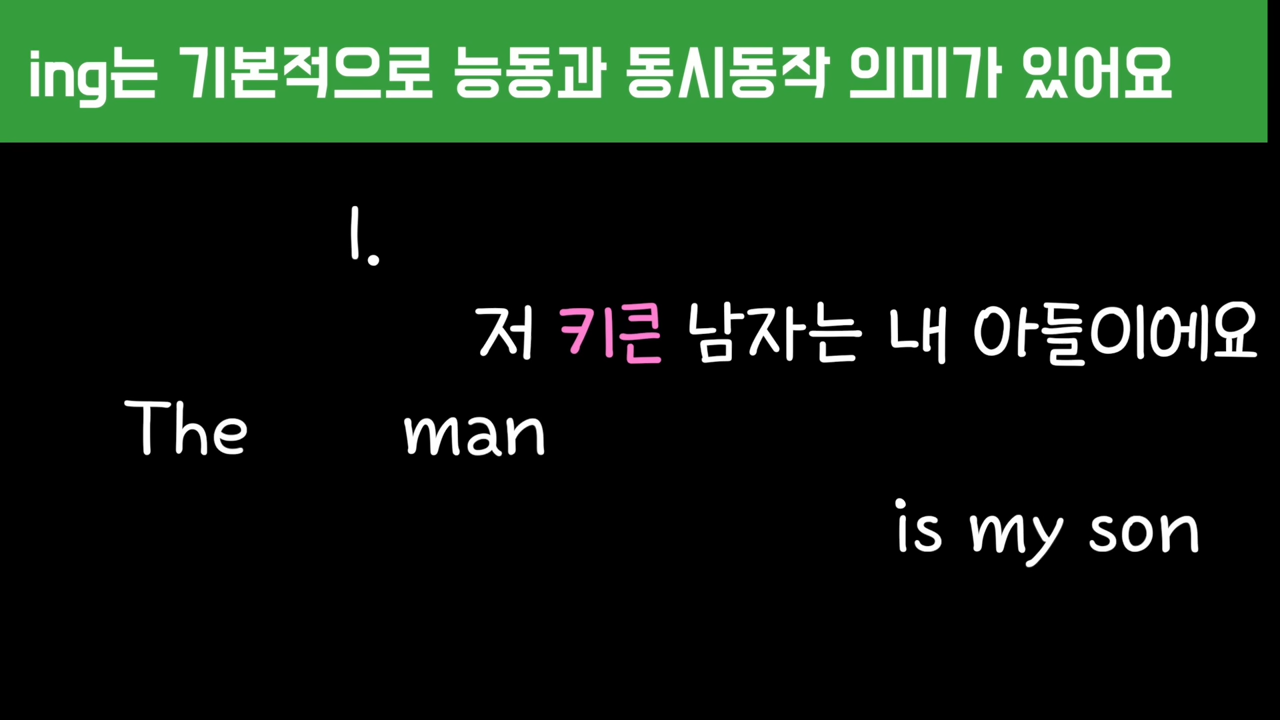 ing는 기본적으로 능동과 동시동작 의미가 있어요
1.
저 키큰 남자는 내 아들이에요
The man
is my son